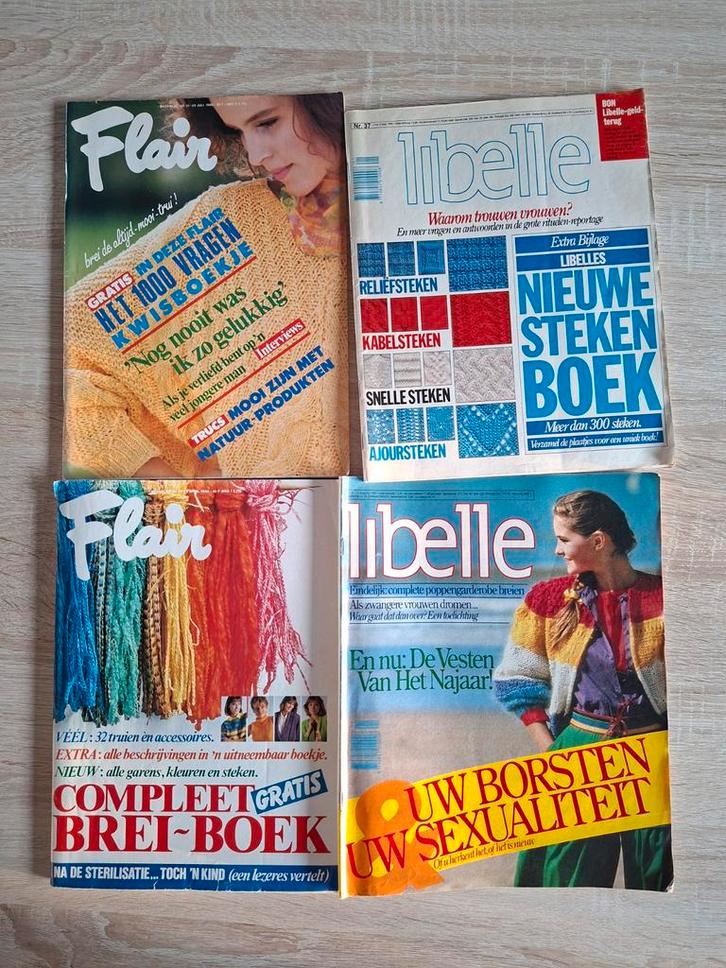 Flair
brei de altijd-mooi-trui!
GRATIS IN DEZE FLAIR
HET 1000 VRAGEN
KWISBOEKJE
'Nog nooit was
ik zo gelukkig'
Als je verliefd bent op'n
veel jongere man
Interviews
TRUCS MOOI ZIJN MET
NATUUR-PRODUKTEN
Nr. 37
BON
Libelle-geld-
terug
libelle
Waarom trouwen vrouwen?
En meer vragen en antwoorden in de grote rituelen-reportage
RELIËFSTEKEN
KABELSTEKEN
SNELLE STEKEN
AJOURSTEKEN
Extra Bijlage
LIBELLES
NIEUWE
STEKEN
BOEK
Meer dan 300 steken.
Verzamel de plaatjes voor een uniek boek!
Flair
VEEL: 32 truien en accessoires.
EXTRA: alle beschrijvingen in 'n uitneembaar boekje.
NIEUW: alle garens, kleuren en steken.
COMPLEET GRATIS
BREI~BOEK
NA DE STERILISATIE... TOCH 'N KIND (een lezeres vertelt)
libelle
Eindelijk: complete poppengarderobe breien
Als zwangere vrouwen dromen...
Waar gaat dat dan over? Een toelichting
En nu: De Vesten
Van Het Najaar!
UW BORSTEN
& UW SEXUALITEIT
Of u herkent het, of het is nieuw